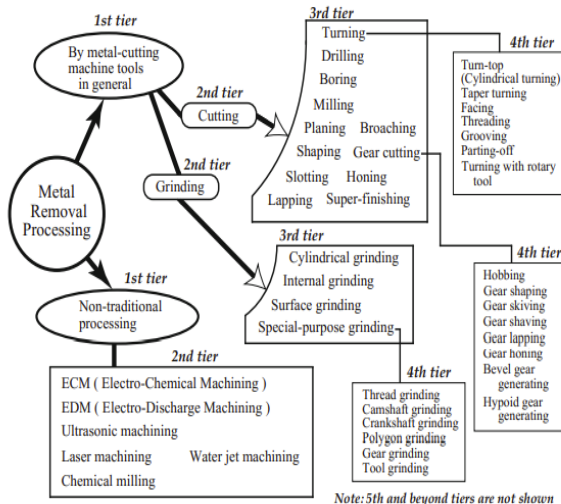 1st tier
By metal-cutting
machine tools
in general
2nd tier
Cutting
2nd tier
Grinding
Metal
Removal
Processing
1st tier
Non-traditional
processing
2nd tier
ECM ( Electro-Chemical Machining )
EDM ( Electro-Discharge Machining )
Ultrasonic machining
Laser machining Water jet machining
Chemical milling
3rd tier
Turning
Drilling
Boring
Milling
Planing Broaching
Shaping Gear cutting
Slotting Honing
Lapping Super-finishing
4th tier
Turn-top
(Cylindrical turning)
Taper turning
Facing
Threading
Grooving
Parting-off
Turning with rotary
tool
3rd tier
Cylindrical grinding
Internal grinding
Surface grinding
Special-purpose grinding
4th tier
Hobbing
Gear shaping
Gear skiving
Gear shaving
Gear lapping
Gear honing
Bevel gear
generating
Hypoid gear
generating
4th tier
Thread grinding
Camshaft grinding
Crankshaft grinding
Polygon grinding
Gear grinding
Tool grinding
Note: 5th and beyond tiers are not shown